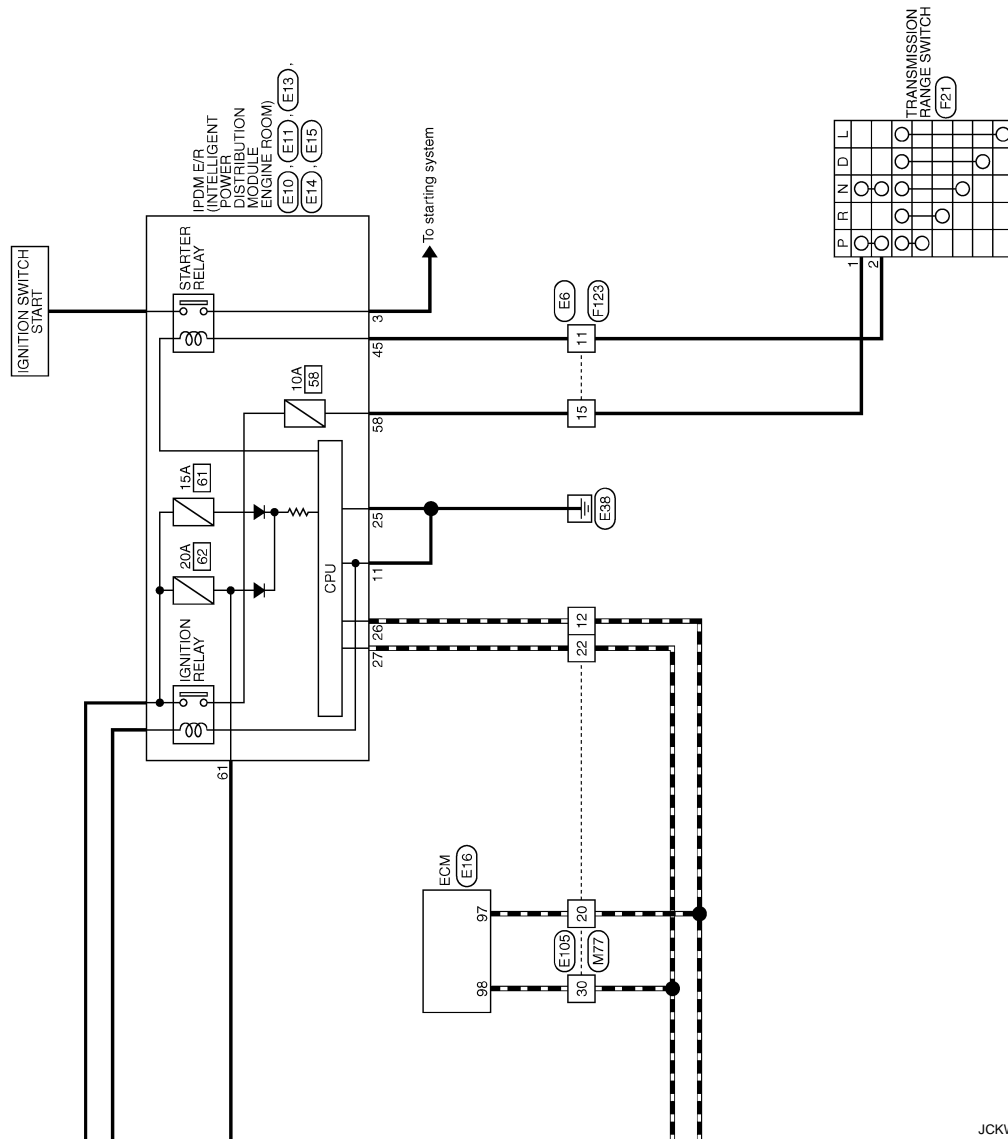 IGNITION SWITCH
START
IPDM E/R
(INTELLIGENT
POWER
DISTRIBUTION
MODULE
ENGINE ROOM)
E10 , E11 , E13 ,
E14 , E15
STARTER
RELAY
To starting system
3
45
10A
58
58
15A
61
20A
62
IGNITION
RELAY
CPU
25
11
26
27
61
E6
F123
11
15
E38
12
22
ECM
E16
97
98
20
30
E105
M77
TRANSMISSION
RANGE SWITCH
F21
P R N D L
1
2